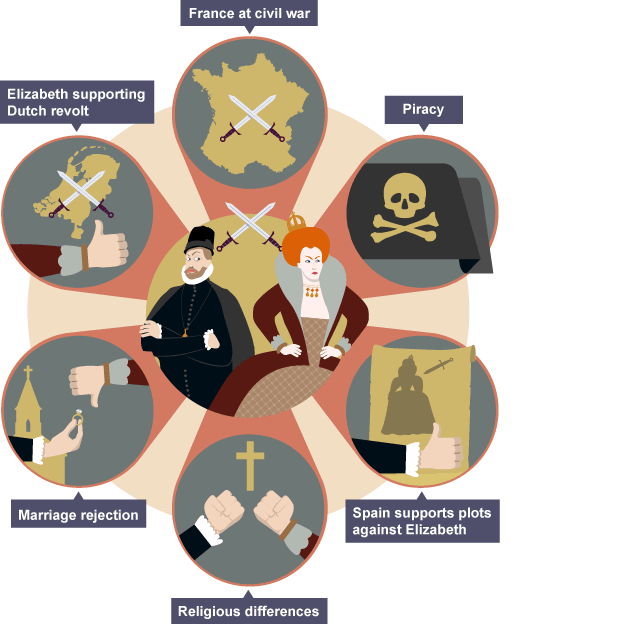 France at civil war
Elizabeth supporting
Dutch revolt
Piracy
Marriage rejection
Spain supports plots
against Elizabeth
Religious differences